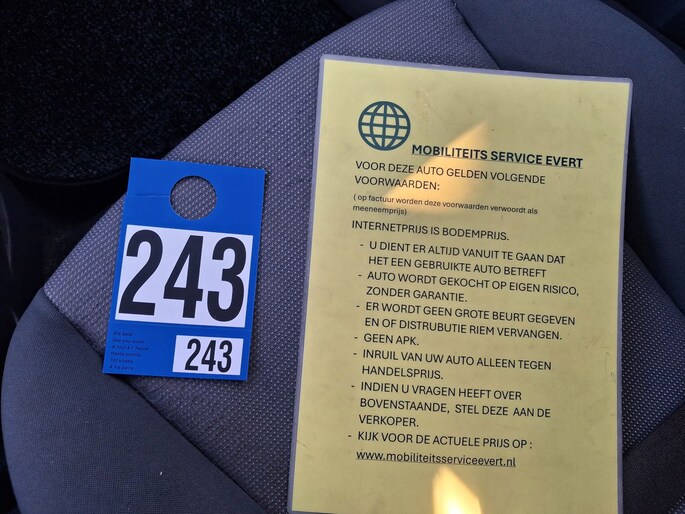 243
243
MOBILITEITS SERVICE EVERT
VOOR DEZE AUTO GELDEN VOLGENDE
VOORWAARDEN:
( op factuur worden deze voorwaarden verwoordt als
meeneemprijs)
INTERNETPRIJS IS BODEMPRIJS.
- U DIENT ER ALTIJD VANUIT TE GAAN DAT
HET EEN GEBRUIKTE AUTO BETREFT
- AUTO WORDT GEKOCHT OP EIGEN RISICO,
ZONDER GARANTIE.
- ER WORDT GEEN GROTE BEURT GEGEVEN
EN OF DISTRUBUTIE RIEM VERVANGEN.
- GEEN APK.
- INRUIL VAN UW AUTO ALLEEN TEGEN
HANDELSPRIJS.
- INDIEN U VRAGEN HEEFT OVER
BOVENSTAANDE, STEL DEZE AAN DE
VERKOPER.
- KIJK VOOR DE ACTUELE PRIJS OP :
www.mobiliteitsserviceevert.nl